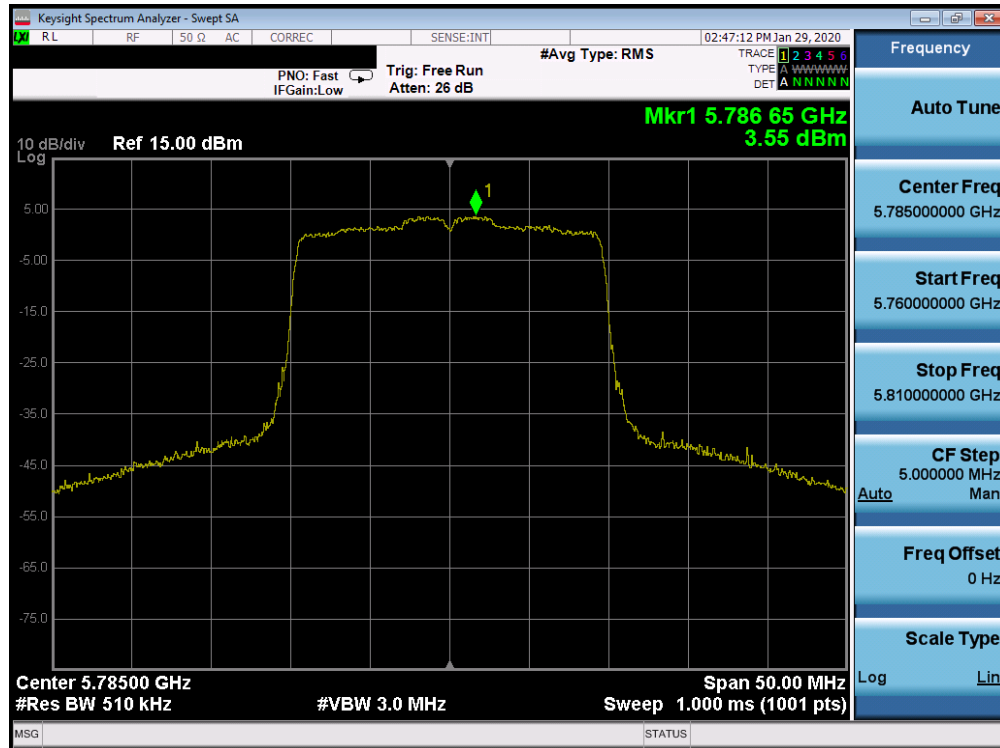 Keysight Spectrum Analyzer - Swept SA
LXI RL RF 50 Ω AC CORREC SENSE:INT 02:47:12 PM Jan 29, 2020
PNO: Fast
IFGain:Low
Trig: Free Run
Atten: 26 dB
#Avg Type: RMS
TRACE 1 2 3 4 5 6
TYPE A WWWWW
DET A N N N N N
Mkr1 5.786 65 GHz
3.55 dBm
10 dB/div
Log
Ref 15.00 dBm
1
5.00
-5.00
-15.0
-25.0
-35.0
-45.0
-55.0
-65.0
-75.0
Center 5.78500 GHz
#Res BW 510 kHz
#VBW 3.0 MHz
Span 50.00 MHz
Sweep 1.000 ms (1001 pts)
MSG
STATUS
Frequency
Auto Tune
Center Freq
5.785000000 GHz
Start Freq
5.760000000 GHz
Stop Freq
5.810000000 GHz
CF Step
5.000000 MHz
Auto Man
Freq Offset
0 Hz
Scale Type
Log Lin